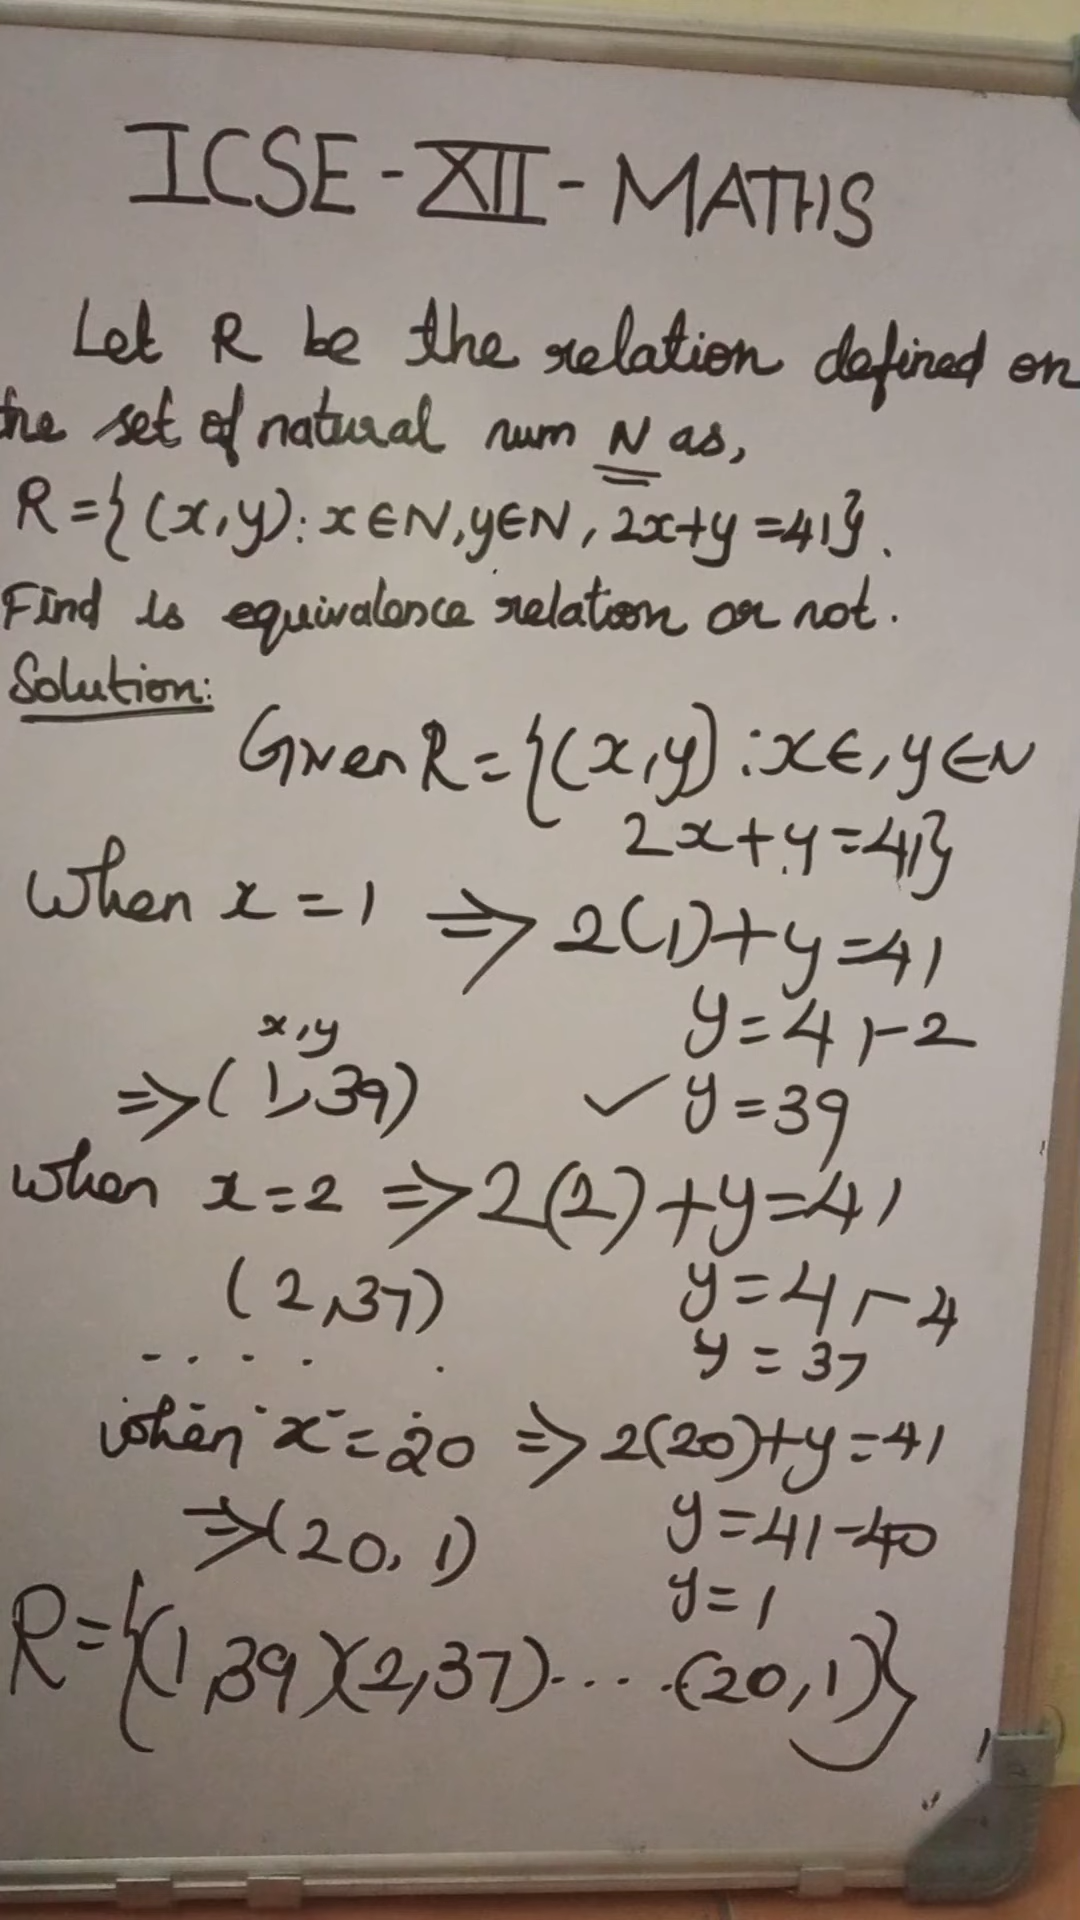 ICSE-XII-MATHS
Let R be the relation defined on
the set of natural num N as,
R={(x,y):x∈N,y∈N,2x+y=41}.
Find is equivalence relation or not.
Solution:
Given R={(x,y):x∈,y∈N
2x+y=41}
When x=1 ⇒ 2(1)+y=41
y=41-2
x,y
⇒(1,39) ✓ y=39
when x=2 ⇒ 2(2)+y=41
(2,37) y=41-4
y=37
when x=20 ⇒ 2(20)+y=41
⇒(20,1) y=41-40
y=1
R={(1,39)(2,37).....(20,1)}